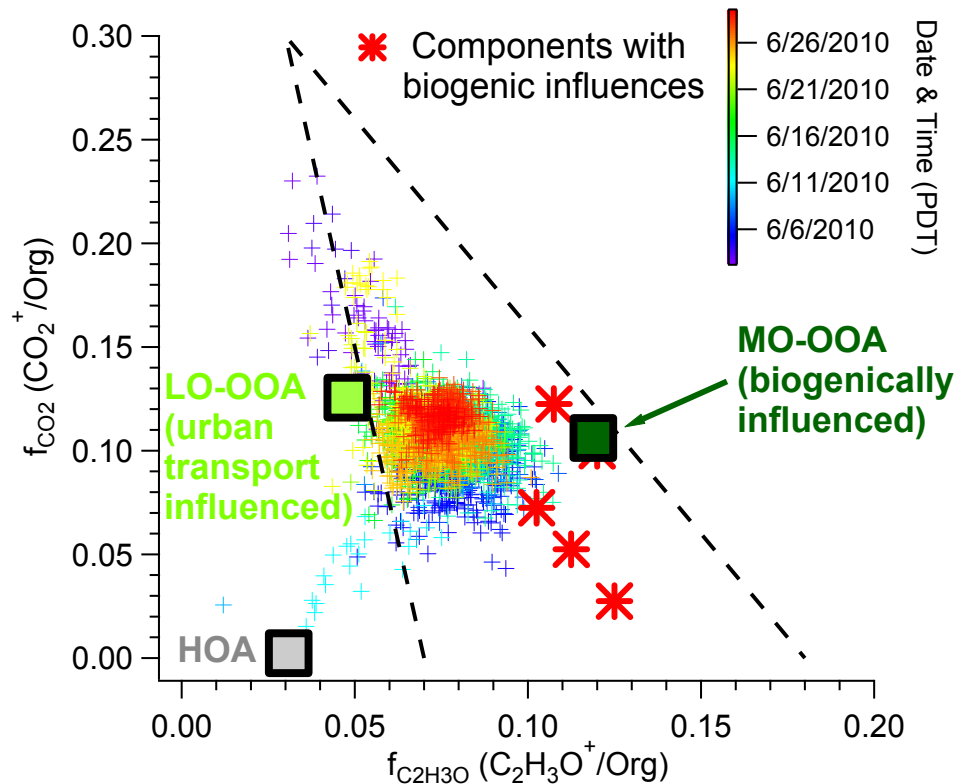 Components with
biogenic influences
6/26/2010
6/21/2010
6/16/2010
6/11/2010
6/6/2010
Date & Time (PDT)
0.30
0.25
0.20
0.15
0.10
0.05
0.00
f_CO2 (CO₂⁺/Org)
LO-OOA
(urban
transport
influenced)
MO-OOA
(biogenically
influenced)
HOA
0.00
0.05
0.10
0.15
0.20
f_C2H3O (C₂H₃O⁺/Org)